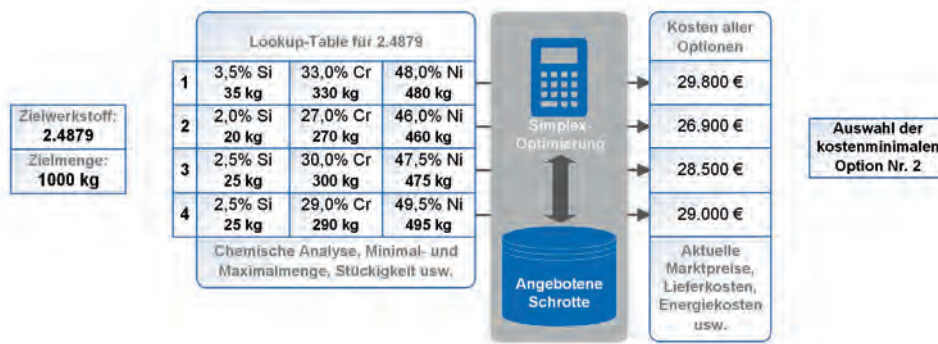 Zielwerkstoff:
2.4879
Zielmenge:
1000 kg
Lookup-Table für 2.4879
1
3,5% Si 33,0% Cr 48,0% Ni
35 kg 330 kg 480 kg
2
2,0% Si 27,0% Cr 46,0% Ni
20 kg 270 kg 460 kg
3
2,5% Si 30,0% Cr 47,5% Ni
25 kg 300 kg 475 kg
4
2,5% Si 29,0% Cr 49,5% Ni
25 kg 290 kg 495 kg
Chemische Analyse, Minimal- und
Maximalmenge, Stückigkeit usw.
Simplex-
Optimierung
Angebotene
Schrotte
Kosten aller
Optionen
29.800 €
26.900 €
28.500 €
29.000 €
Aktuelle
Marktpreise,
Lieferkosten,
Energiekosten
usw.
Auswahl der
kostenminimalen
Option Nr. 2